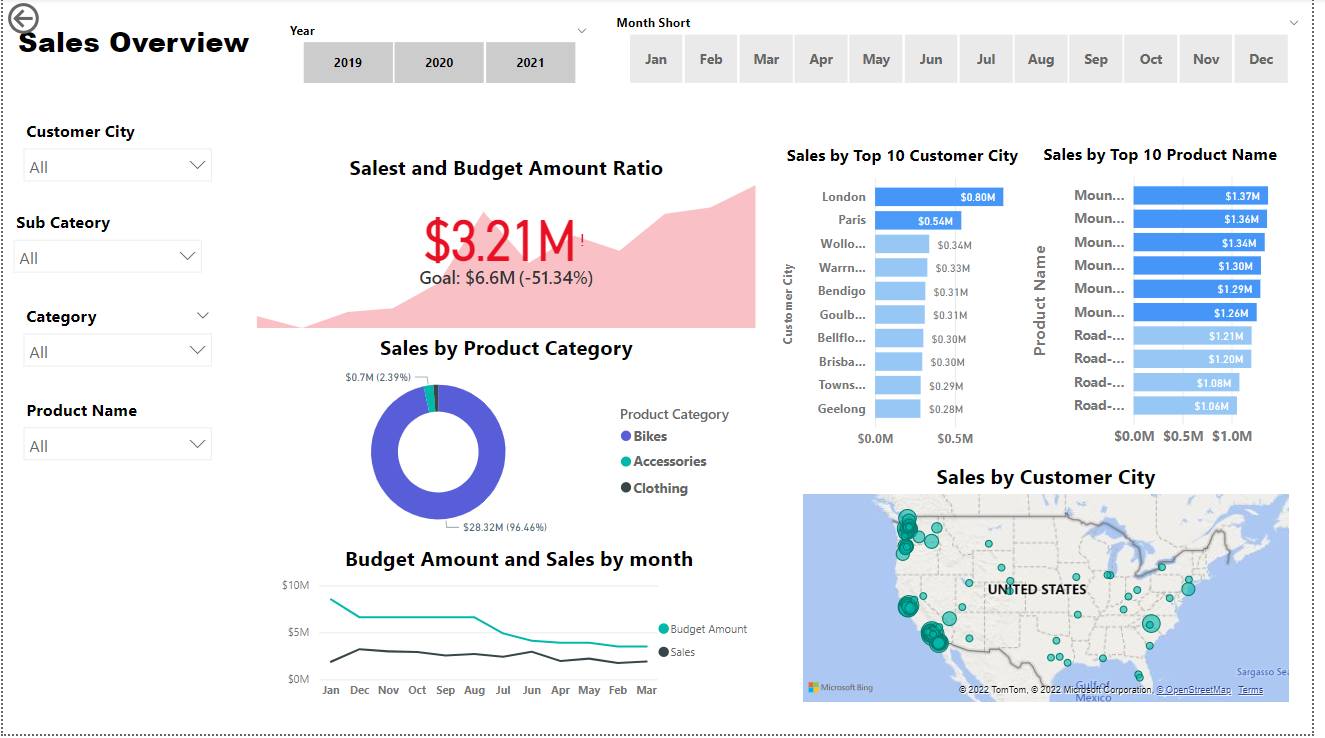 Sales Overview
Year
2019 2020 2021
Month Short
Jan Feb Mar Apr May Jun Jul Aug Sep Oct Nov Dec
Customer City
All
Sub Cateory
All
Category
All
Product Name
All
Salest and Budget Amount Ratio
$3.21M!
Goal: $6.6M (-51.34%)
Sales by Product Category
$0.7M (2.39%)
$28.32M (96.46%)
Product Category
Bikes
Accessories
Clothing
Budget Amount and Sales by month
$10M
$5M
$0M
Jan Dec Nov Oct Sep Aug Jul Jun Apr May Feb Mar
Budget Amount
Sales
Sales by Top 10 Customer City
Customer City
London $0.80M
Paris $0.54M
Wollo... $0.34M
Warrn... $0.33M
Bendigo $0.31M
Goulb... $0.31M
Bellflo... $0.30M
Brisba... $0.30M
Towns... $0.29M
Geelong $0.28M
$0.0M $0.5M
Sales by Top 10 Product Name
Product Name
Moun... $1.37M
Moun... $1.36M
Moun... $1.34M
Moun... $1.30M
Moun... $1.29M
Moun... $1.26M
Road-... $1.21M
Road-... $1.20M
Road-... $1.08M
Road-... $1.06M
$0.0M $0.5M $1.0M
Sales by Customer City
UNITED STATES
Sargasso Sea
Gulf of
Mexico
Microsoft Bing
© 2022 TomTom, © 2022 Microsoft Corporation, © OpenStreetMap Terms